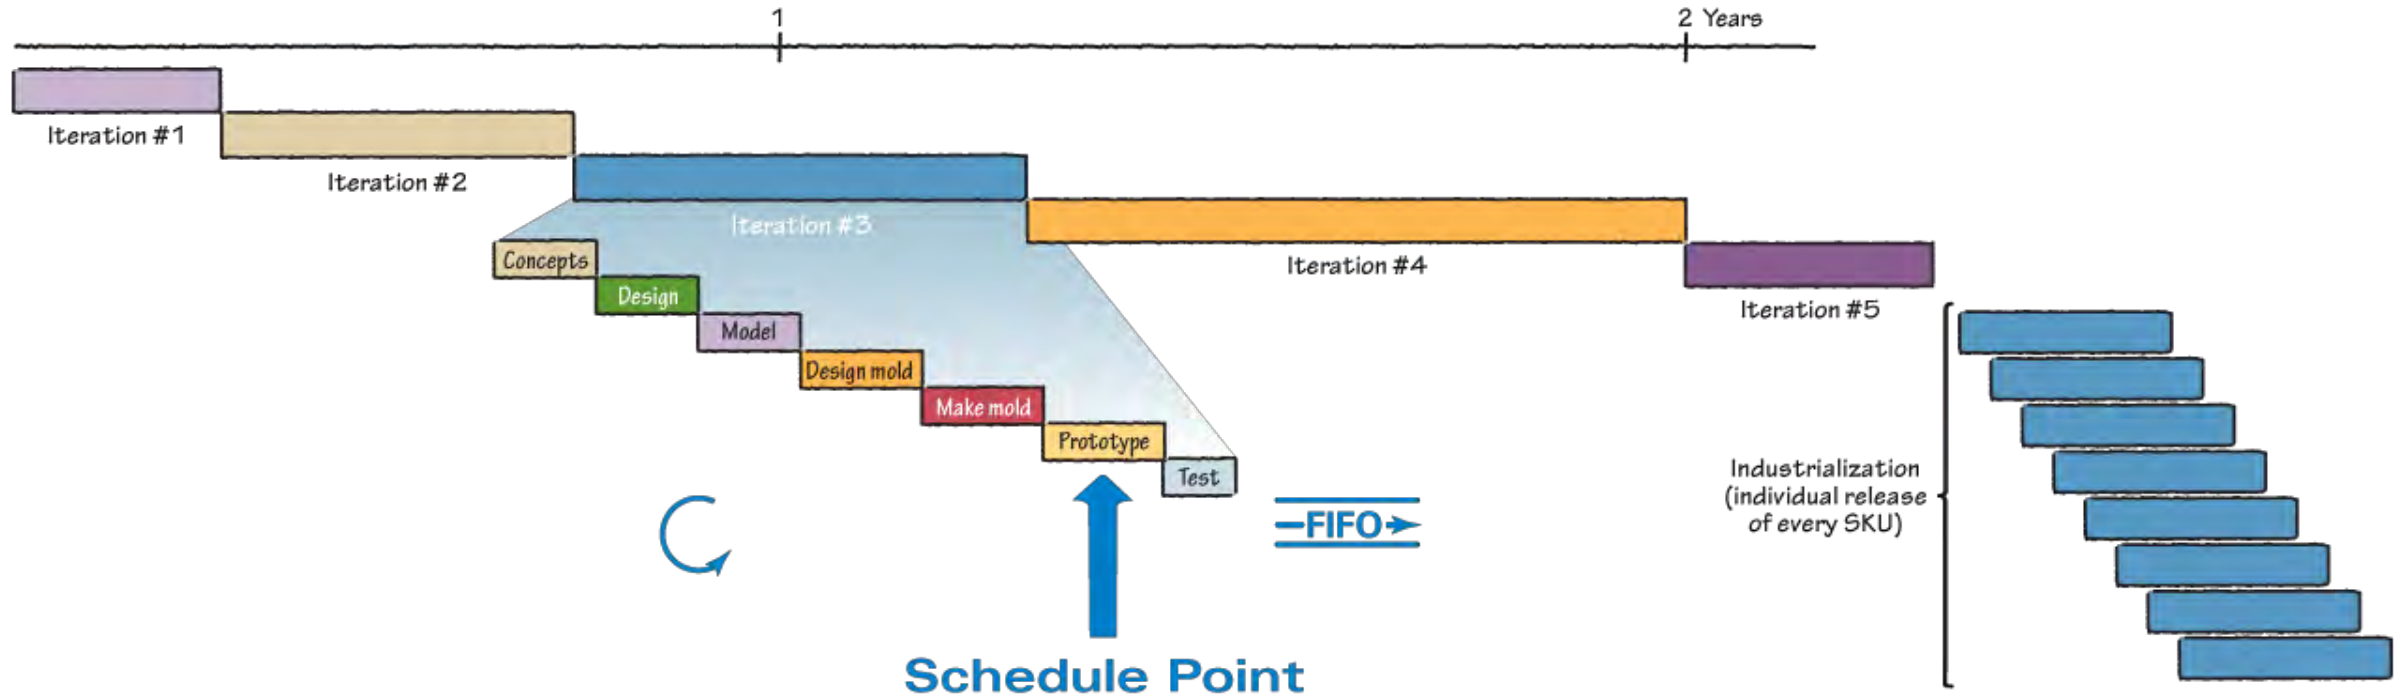 1
2 Years
Iteration #1
Iteration #2
Iteration #3
Iteration #4
Iteration #5
Concepts
Design
Model
Design mold
Make mold
Prototype
Test
FIFO
Schedule Point
Industrialization
(individual release
of every SKU)